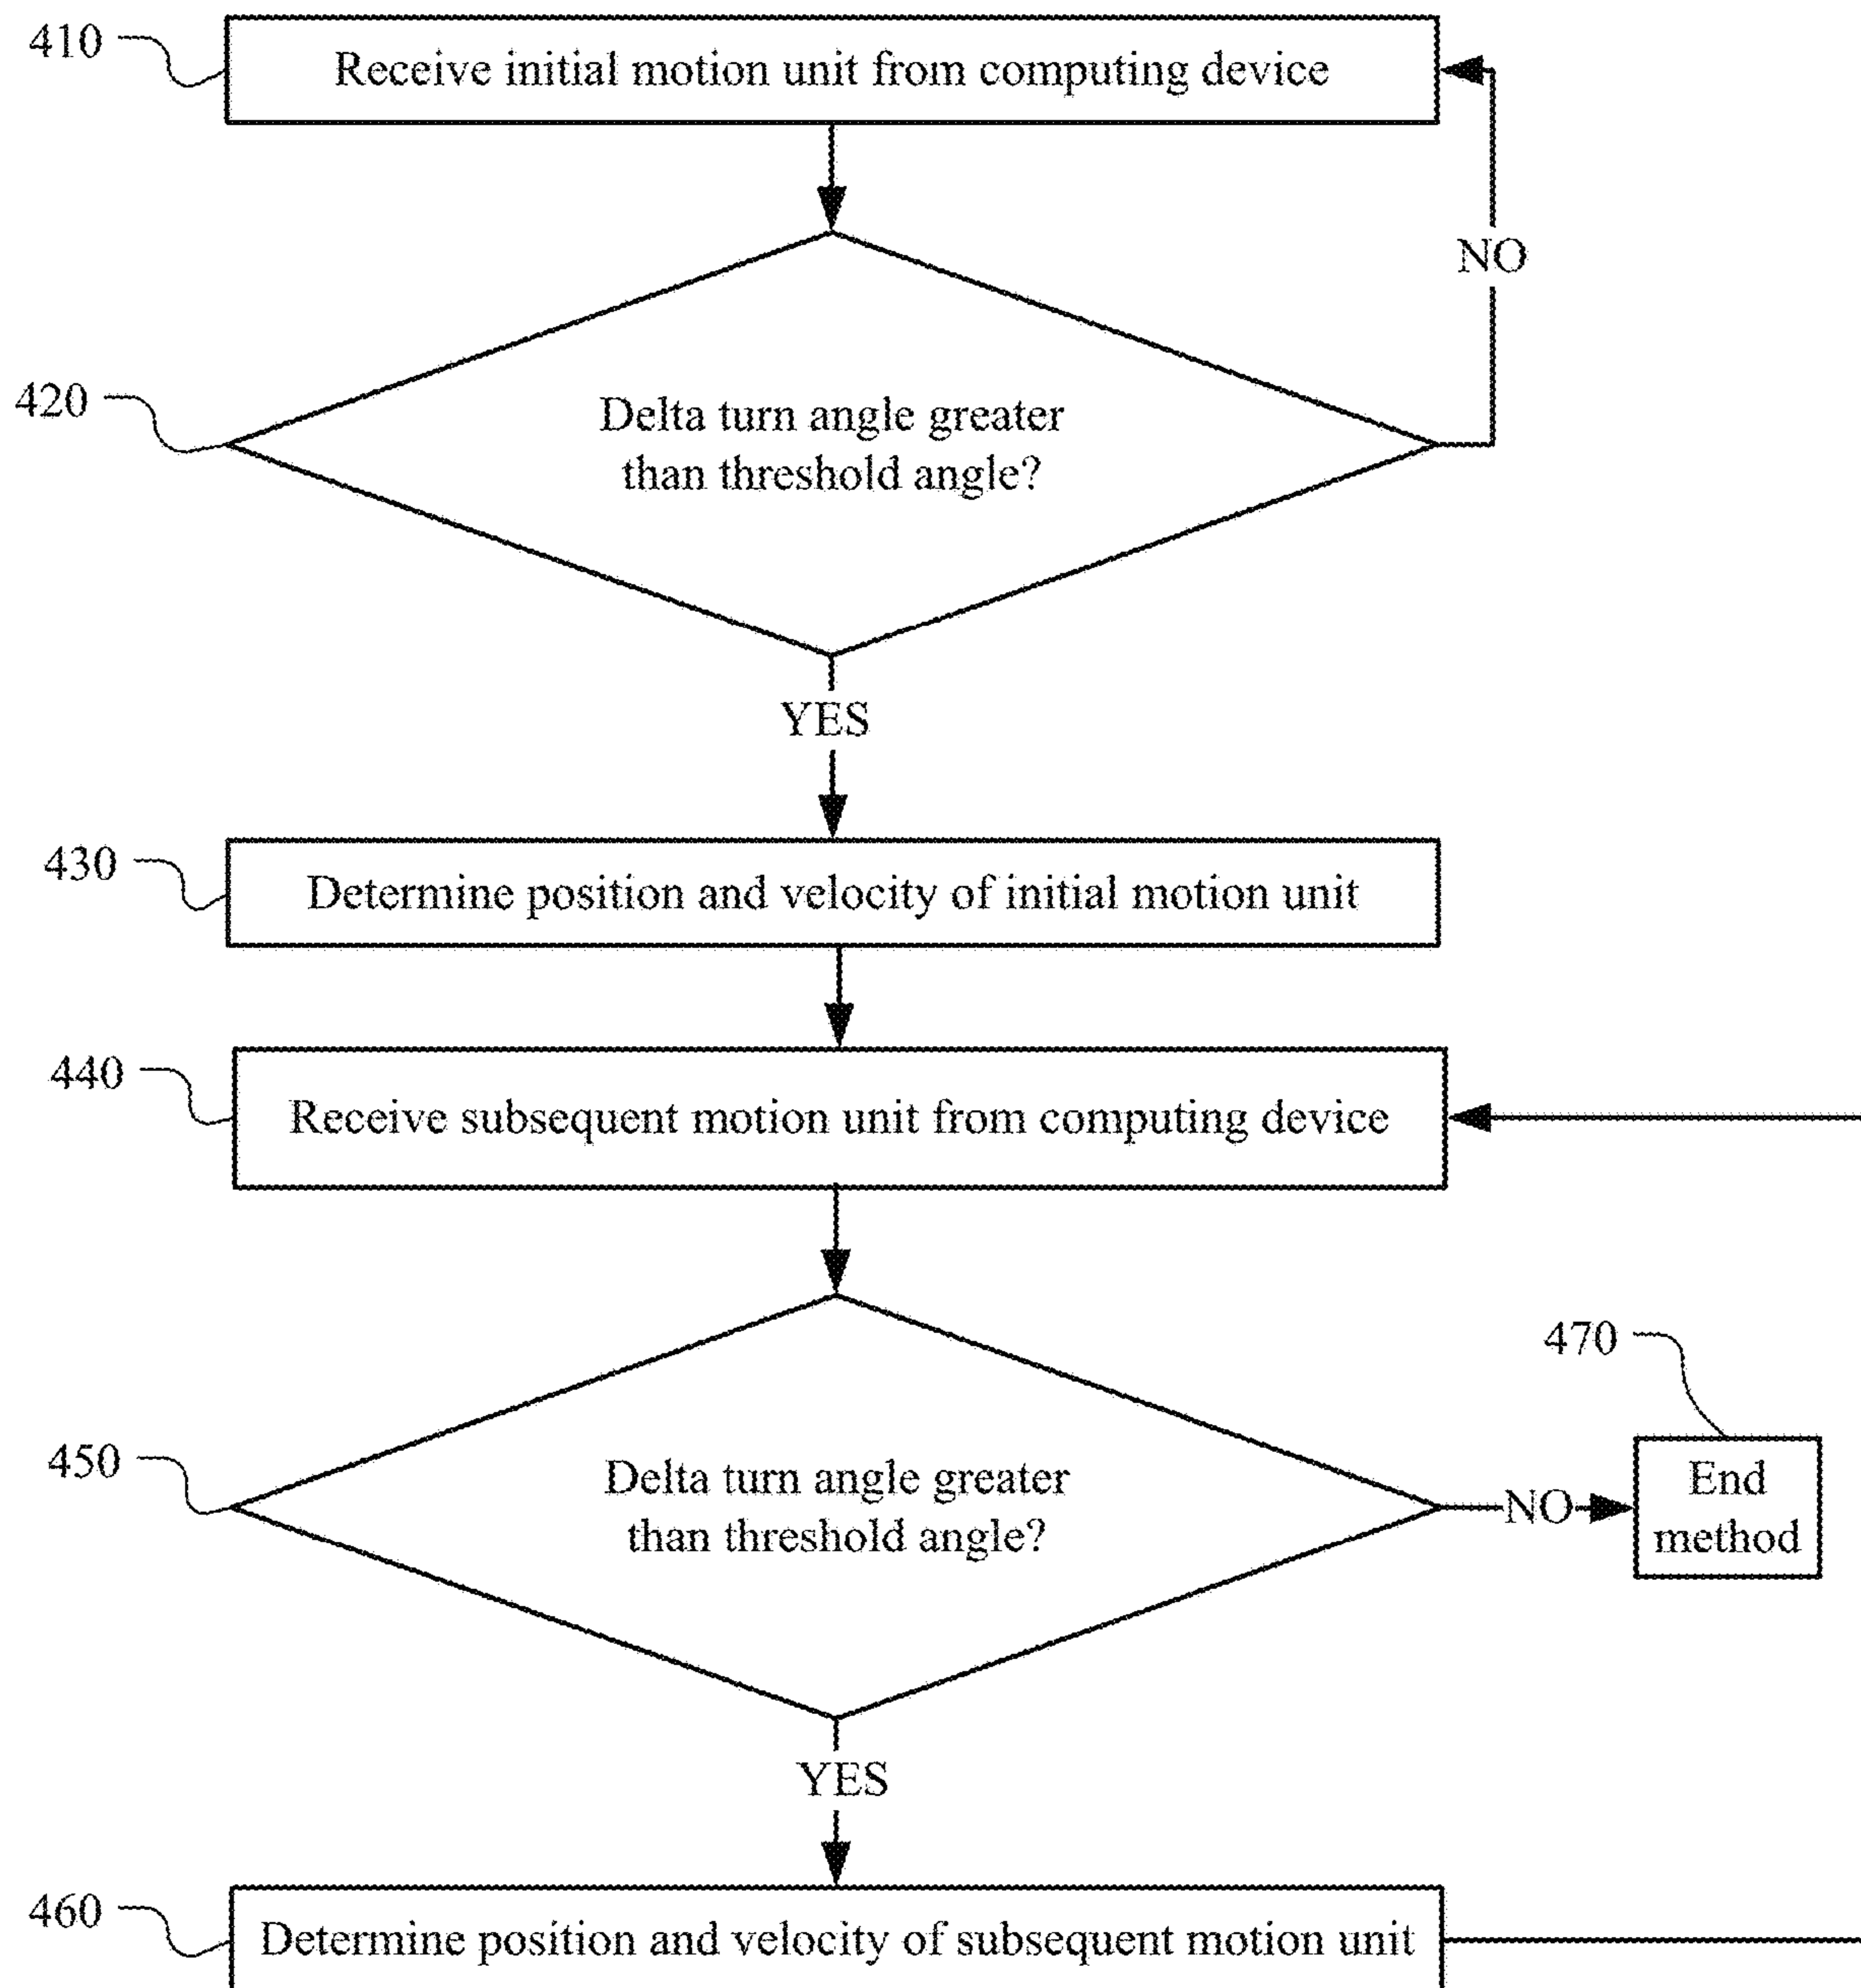 410
Receive initial motion unit from computing device
NO
420
Delta turn angle greater
than threshold angle?
YES
430
Determine position and velocity of initial motion unit
440
Receive subsequent motion unit from computing device
470
450
Delta turn angle greater
than threshold angle?
NO
End
method
YES
460
Determine position and velocity of subsequent motion unit